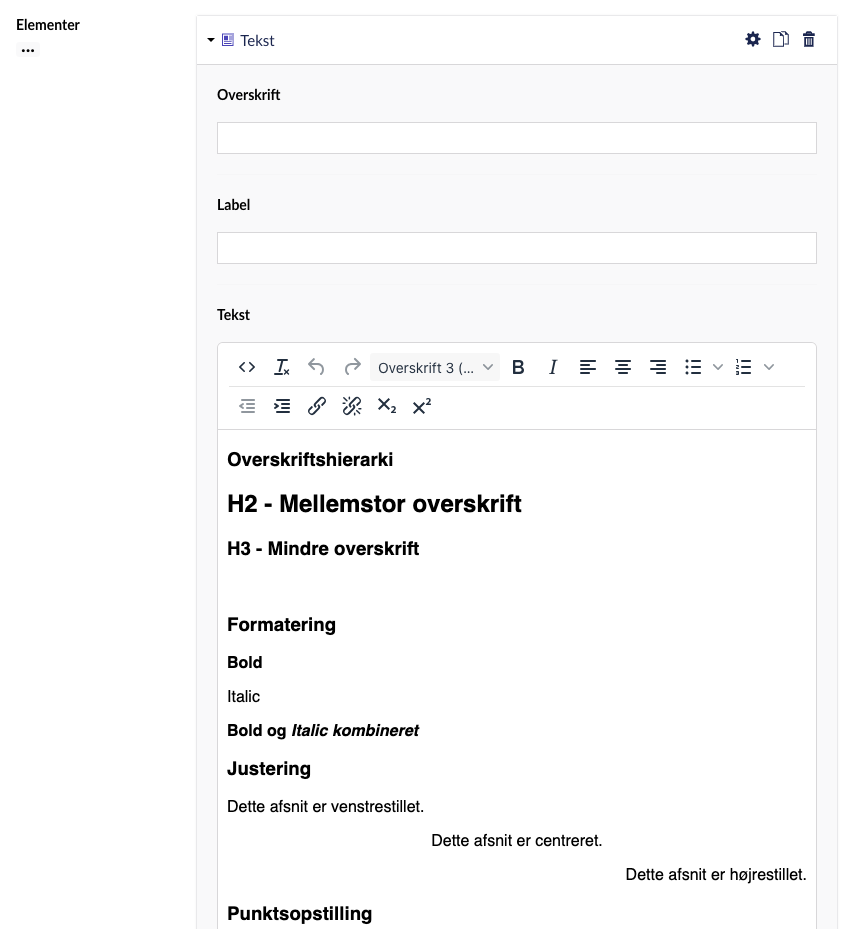 Elementer
Tekst
Overskrift
Label
Tekst
Overskrift 3 (...
Overskriftshierarki
H2 - Mellemstor overskrift
H3 - Mindre overskrift
Formatering
Bold
Italic
Bold og Italic kombineret
Justering
Dette afsnit er venstrestillet.
Dette afsnit er centreret.
Dette afsnit er højrestillet.
Punktsopstilling